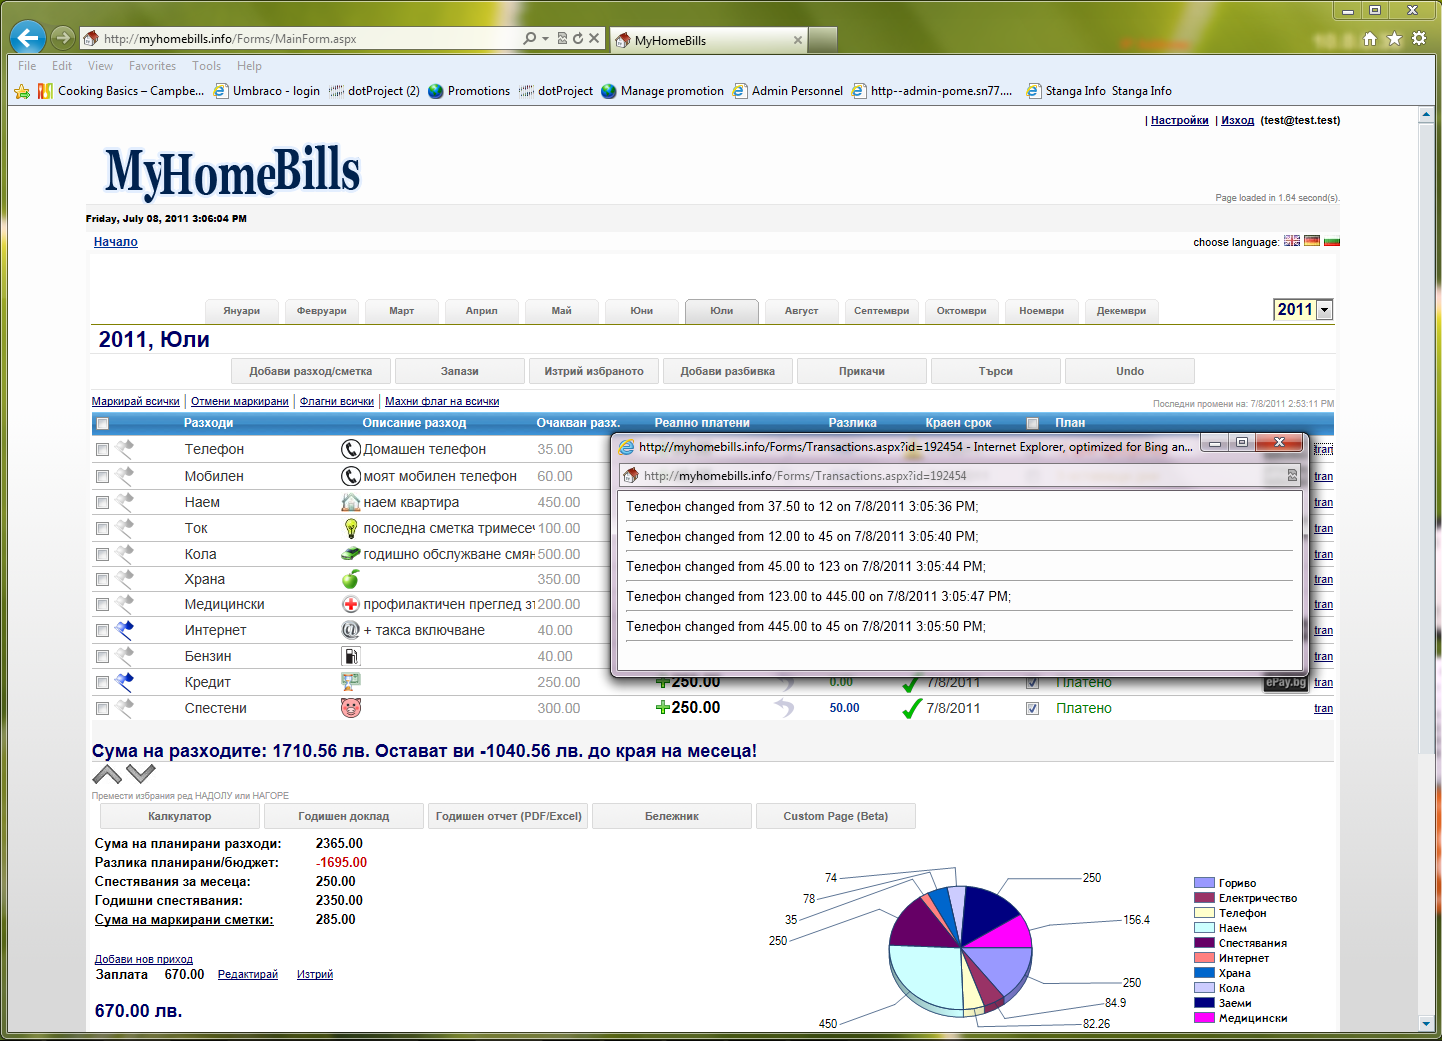 http://myhomebills.info/Forms/MainForm.aspx
MyHomeBills
File Edit View Favorites Tools Help
Cooking Basics – Campbe... Umbraco - login dotProject (2) Promotions dotProject Manage promotion Admin Personnel http--admin-pome.sn77.... Stanga Info Stanga Info
| Настройки | Изход (test@test.test)
MyHomeBills
Page loaded in 1.64 second(s).
Friday, July 08, 2011 3:06:04 PM
Начало
choose language:
Януари Февруари Март Април Май Юни Юли Август Септември Октомври Ноември Декември 2011
2011, Юли
Добави разход/сметка Запази Изтрий избраното Добави разбивка Прикачи Търси Undo
Маркирай всички | Отмени маркирани | Флагни всички | Махни флаг на всички
Последни промени на: 7/8/2011 2:53:11 PM
Разходи Описание разход Очакван разх. Реално платени Разлика Краен срок План
Телефон Домашен телефон 35.00 tran
Мобилен моят мобилен телефон 60.00 tran
Наем наем квартира 450.00 tran
Ток последна сметка тримесеч 100.00 tran
Кола годишно обслужване смян 500.00 tran
Храна 350.00 tran
Медицински профилактичен преглед зъ 200.00 tran
Интернет + такса включване 40.00 tran
Бензин 40.00 tran
Кредит 250.00 250.00 0.00 7/8/2011 Платено ePay.bg tran
Спестени 300.00 250.00 50.00 7/8/2011 Платено tran
http://myhomebills.info/Forms/Transactions.aspx?id=192454 - Internet Explorer, optimized for Bing an...
http://myhomebills.info/Forms/Transactions.aspx?id=192454
Телефон changed from 37.50 to 12 on 7/8/2011 3:05:36 PM;
Телефон changed from 12.00 to 45 on 7/8/2011 3:05:40 PM;
Телефон changed from 45.00 to 123 on 7/8/2011 3:05:44 PM;
Телефон changed from 123.00 to 445.00 on 7/8/2011 3:05:47 PM;
Телефон changed from 445.00 to 45 on 7/8/2011 3:05:50 PM;
Сума на разходите: 1710.56 лв. Остават ви -1040.56 лв. до края на месеца!
Премести избрания ред НАДОЛУ или НАГОРЕ
Калкулатор Годишен доклад Годишен отчет (PDF/Excel) Бележник Custom Page (Beta)
Сума на планирани разходи: 2365.00
Разлика планирани/бюджет: -1695.00
Спестявания за месеца: 250.00
Годишни спестявания: 2350.00
Сума на маркирани сметки: 285.00
Добави нов приход
Заплата 670.00 Редактирай Изтрий
670.00 лв.
74
78
35
250
450
250
156.4
250
84.9
82.26
Гориво
Електричество
Телефон
Наем
Спестявания
Интернет
Храна
Кола
Заеми
Медицински